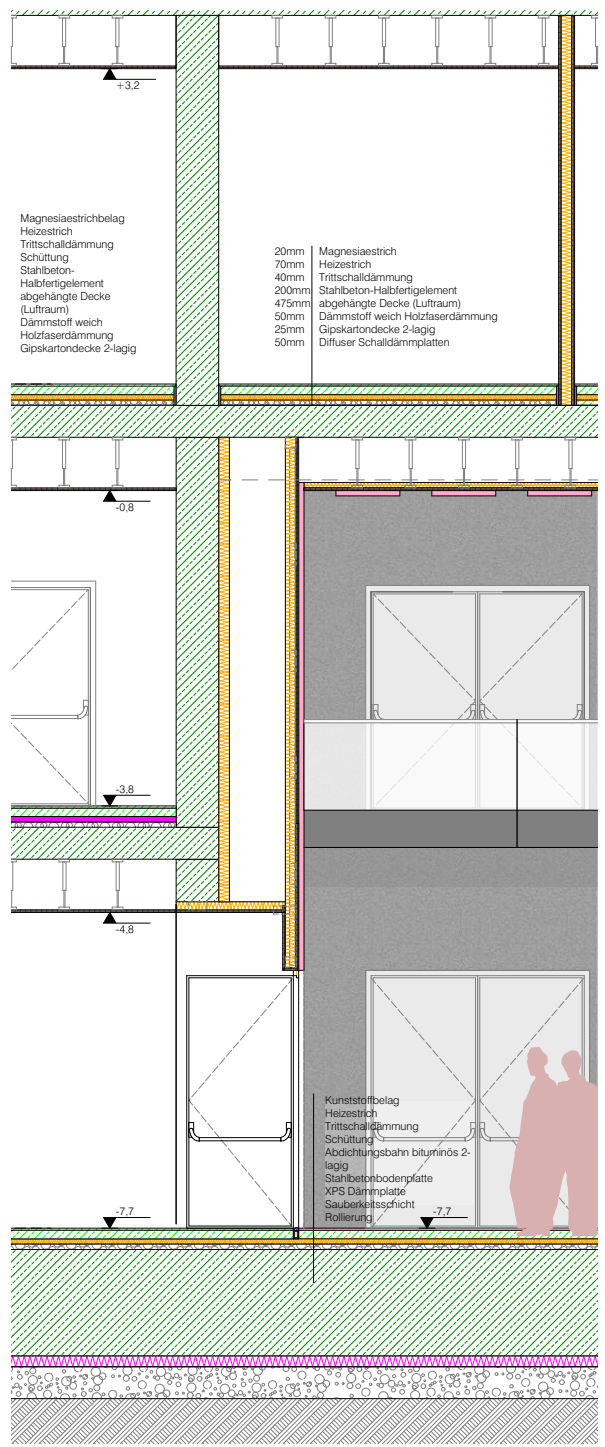 +3,2
Magnesiaestrichbelag
Heizestrich
Trittschalldämmung
Schüttung
Stahlbeton-
Halbfertigelement
abgehängte Decke
(Luftraum)
Dämmstoff weich
Holzfaserdämmung
Gipskartondecke 2-lagig
20mm Magnesiaestrich
70mm Heizestrich
40mm Trittschalldämmung
200mm Stahlbeton-Halbfertigelement
475mm abgehängte Decke (Luftraum)
50mm Dämmstoff weich Holzfaserdämmung
25mm Gipskartondecke 2-lagig
50mm Diffuser Schalldämmplatten
-0,8
-3.8
-4,8
Kunststoffbelag
Heizestrich
Trittschalldämmung
Schüttung
Abdichtungsbahn bituminös 2-
lagig
Stahlbetonbodenplatte
XPS Dämmplatte
Sauberkeitsschicht
Rollierung
-7,7
-7,7